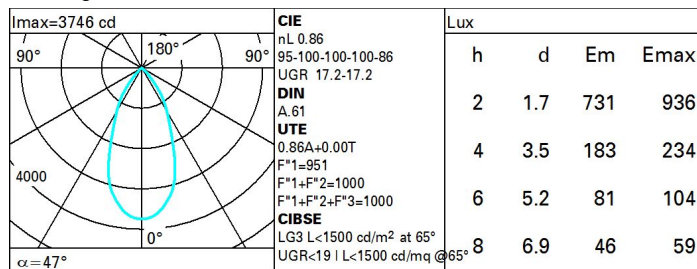 Imax=3746 cd
90° 180° 90°
4000
0°
α=47°
CIE
nL 0.86
95-100-100-100-86
UGR 17.2-17.2
DIN
A.61
UTE
0.86A+0.00T
F"1=951
F"1+F"2=1000
F"1+F"2+F"3=1000
CIBSE
LG3 L<1500 cd/m² at 65°
UGR<19 | L<1500 cd/mq @65°
Lux
h d Em Emax
2 1.7 731 936
4 3.5 183 234
6 5.2 81 104
8 6.9 46 59